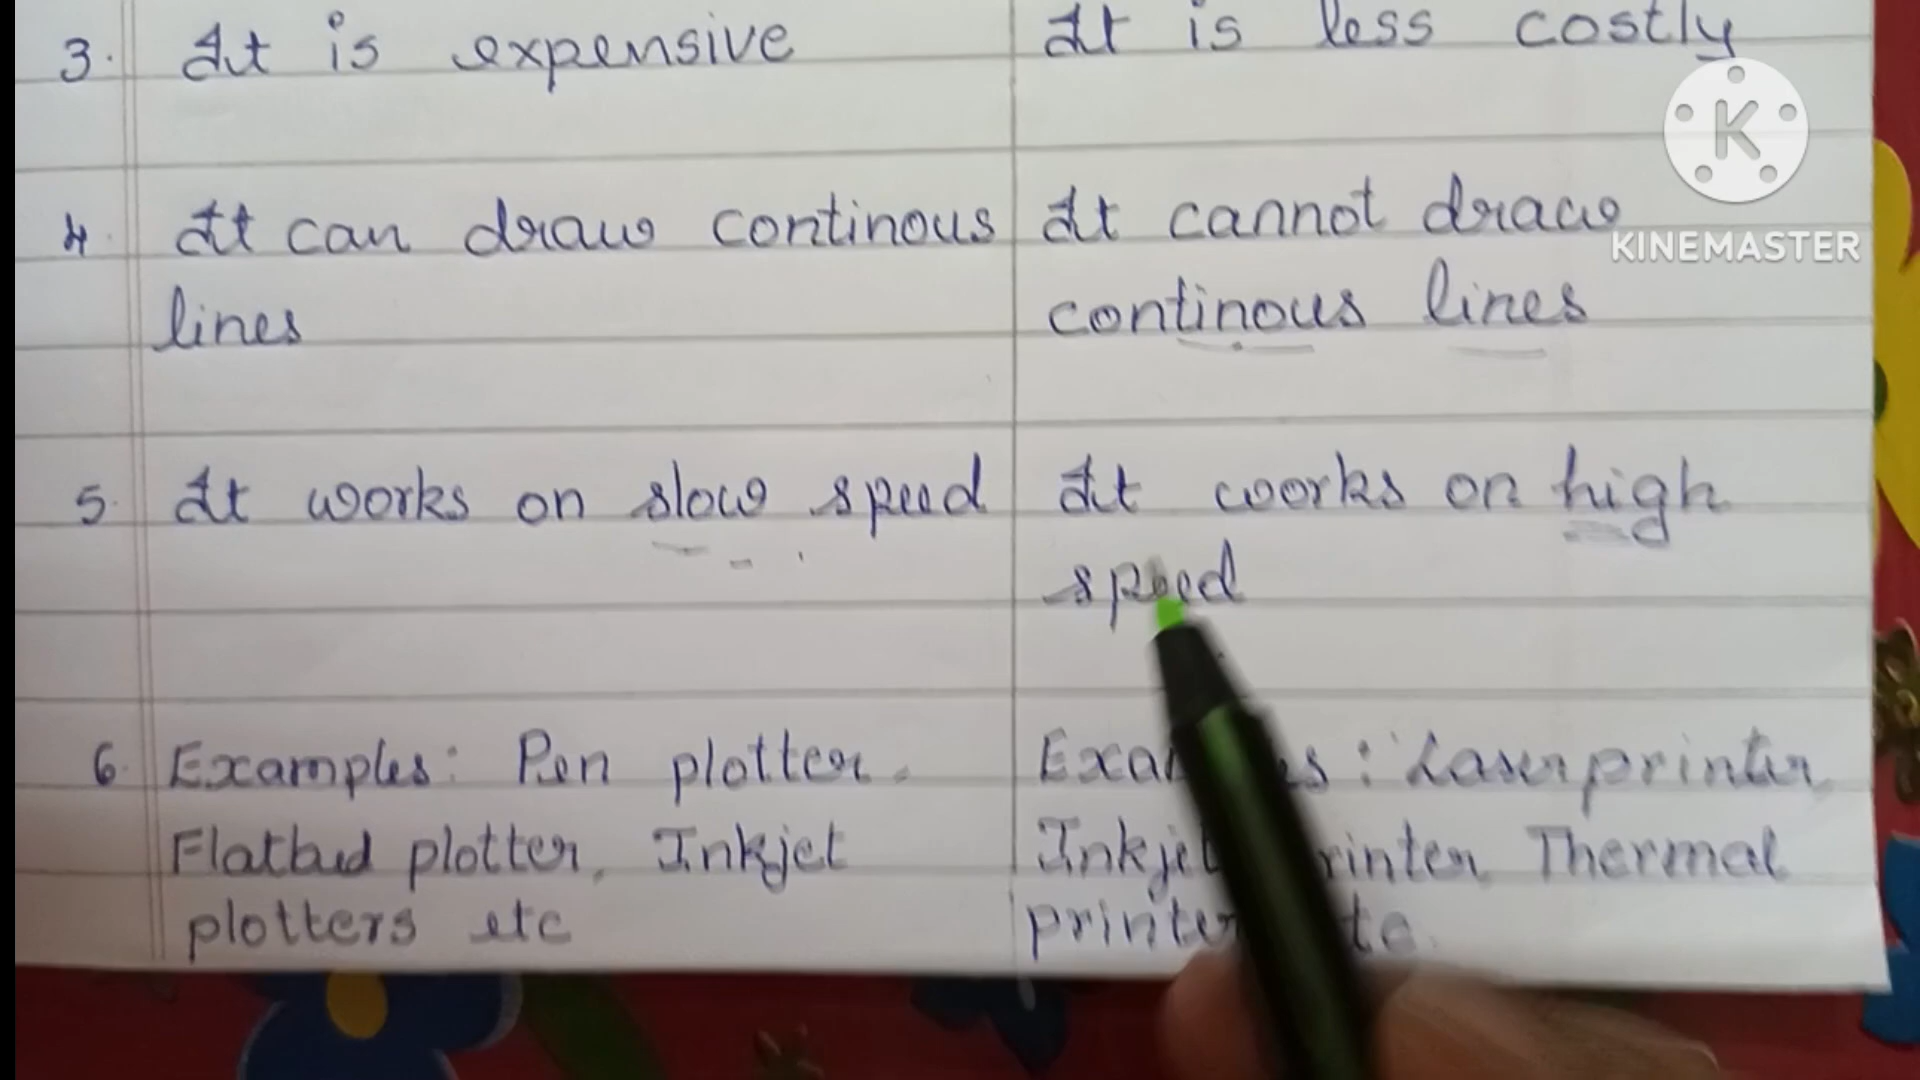 3. It is expensive
It is less costly
4. It can draw continous
lines
It cannot draw
continous lines
5. It works on slow speed
It works on high
speed
6. Examples: Pen plotter.
Flatbed plotter, Inkjet
plotters etc
: Laser printer
Inkjet Thermal
K
KINEMASTER